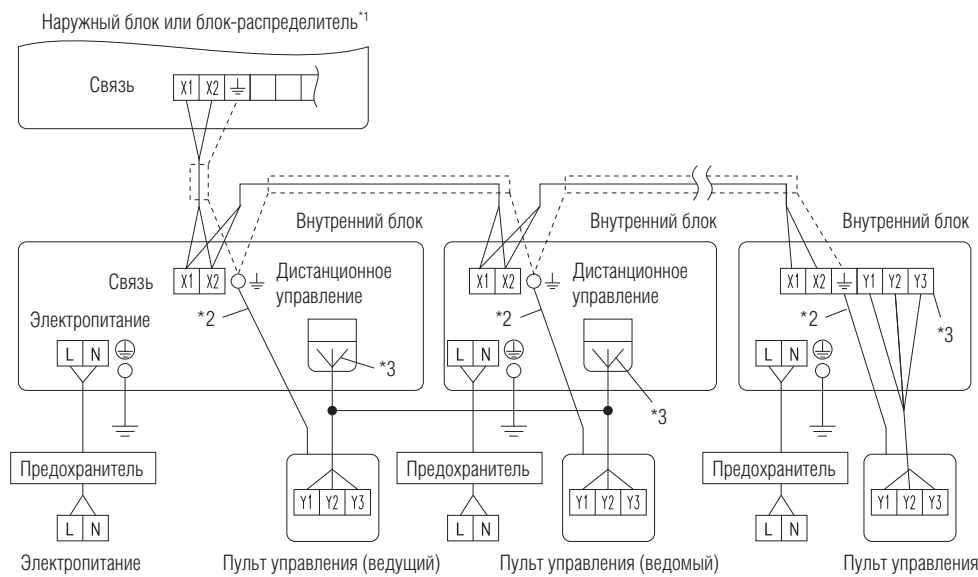 Наружный блок или блок-распределитель*1
Связь
X1 X2
Внутренний блок
Внутренний блок
Внутренний блок
Связь
X1 X2
Дистанционное
управление
X1 X2
Дистанционное
управление
X1 X2 Y1 Y2 Y3
*2
*2
*2
*3
Электропитание
L N
*3
L N
*3
L N
Предохранитель
Предохранитель
Предохранитель
Y1 Y2 Y3
Y1 Y2 Y3
Y1 Y2 Y3
L N
L N
L N
Электропитание
Пульт управления (ведущий)
Пульт управления (ведомый)
Пульт управления